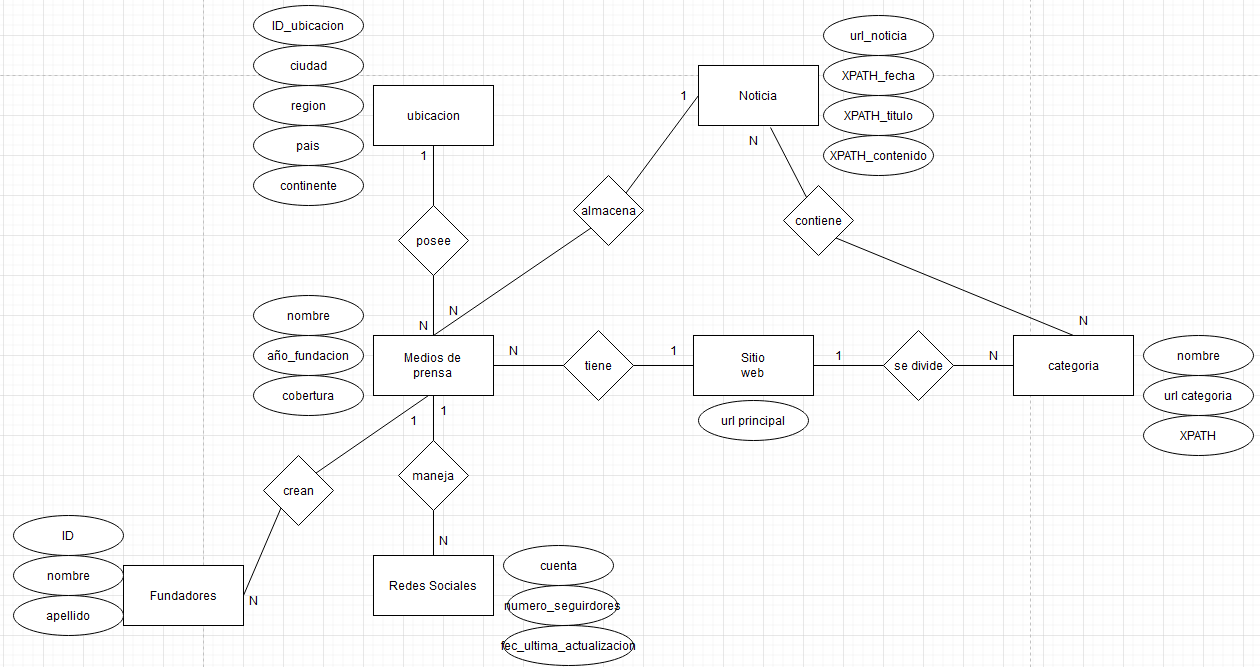 ID_ubicacion
ciudad
region
pais
continente
ubicacion
1
posee
N
Noticia
1
N
url_noticia
XPATH_fecha
XPATH_titulo
XPATH_contenido
almacena
N
contiene
N
nombre
año_fundacion
cobertura
Medios de
prensa
N
tiene
1
Sitio
web
url principal
1
se divide
N
categoria
nombre
url categoria
XPATH
1
1
crean
maneja
N
N
ID
nombre
apellido
Fundadores
Redes Sociales
cuenta
numero_seguirdores
fec_ultima_actualizacion